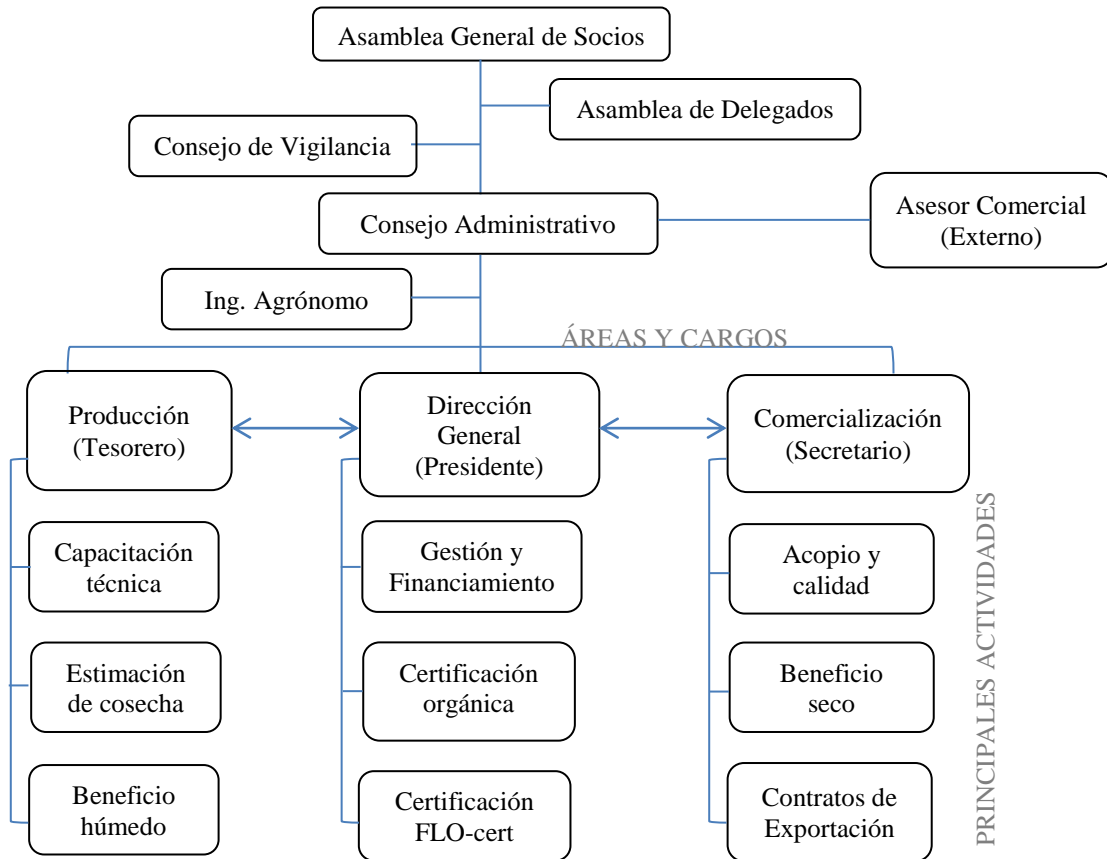 Asamblea General de Socios
Asamblea de Delegados
Consejo de Vigilancia
Consejo Administrativo
Asesor Comercial
(Externo)
Ing. Agrónomo
ÁREAS Y CARGOS
Producción
(Tesorero)
Dirección
General
(Presidente)
Comercialización
(Secretario)
Capacitación
técnica
Gestión y
Financiamiento
Acopio y
calidad
Estimación
de cosecha
Certificación
orgánica
Beneficio
seco
Beneficio
húmedo
Certificación
FLO-cert
Contratos de
Exportación
PRINCIPALES ACTIVIDADES